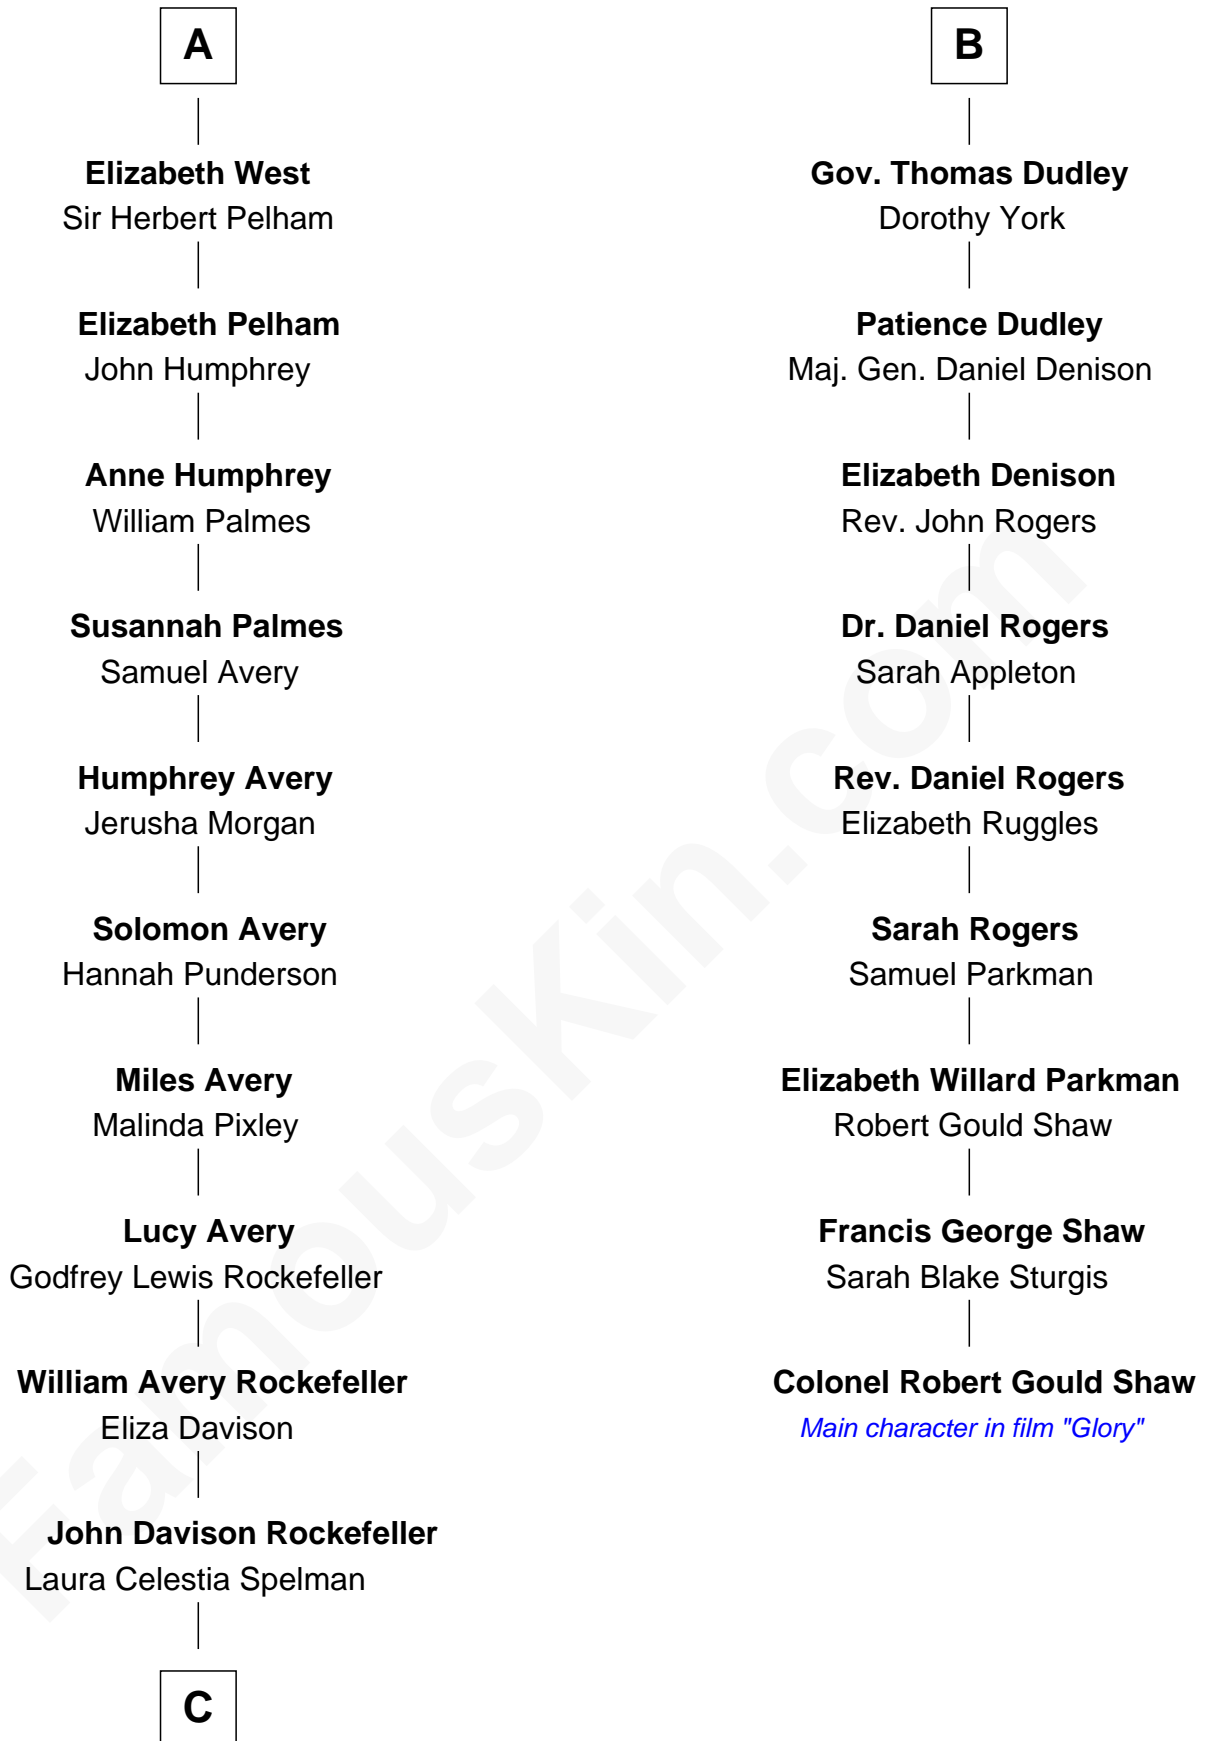 A
Elizabeth West
Sir Herbert Pelham
Elizabeth Pelham
John Humphrey
Anne Humphrey
William Palmes
Susannah Palmes
Samuel Avery
Humphrey Avery
Jerusha Morgan
Solomon Avery
Hannah Punderson
Miles Avery
Malinda Pixley
Lucy Avery
Godfrey Lewis Rockefeller
William Avery Rockefeller
Eliza Davison
John Davison Rockefeller
Laura Celestia Spelman
C
B
Gov. Thomas Dudley
Dorothy York
Patience Dudley
Maj. Gen. Daniel Denison
Elizabeth Denison
Rev. John Rogers
Dr. Daniel Rogers
Sarah Appleton
Rev. Daniel Rogers
Elizabeth Ruggles
Sarah Rogers
Samuel Parkman
Elizabeth Willard Parkman
Robert Gould Shaw
Francis George Shaw
Sarah Blake Sturgis
Colonel Robert Gould Shaw
Main character in film "Glory"
FamousKin.com